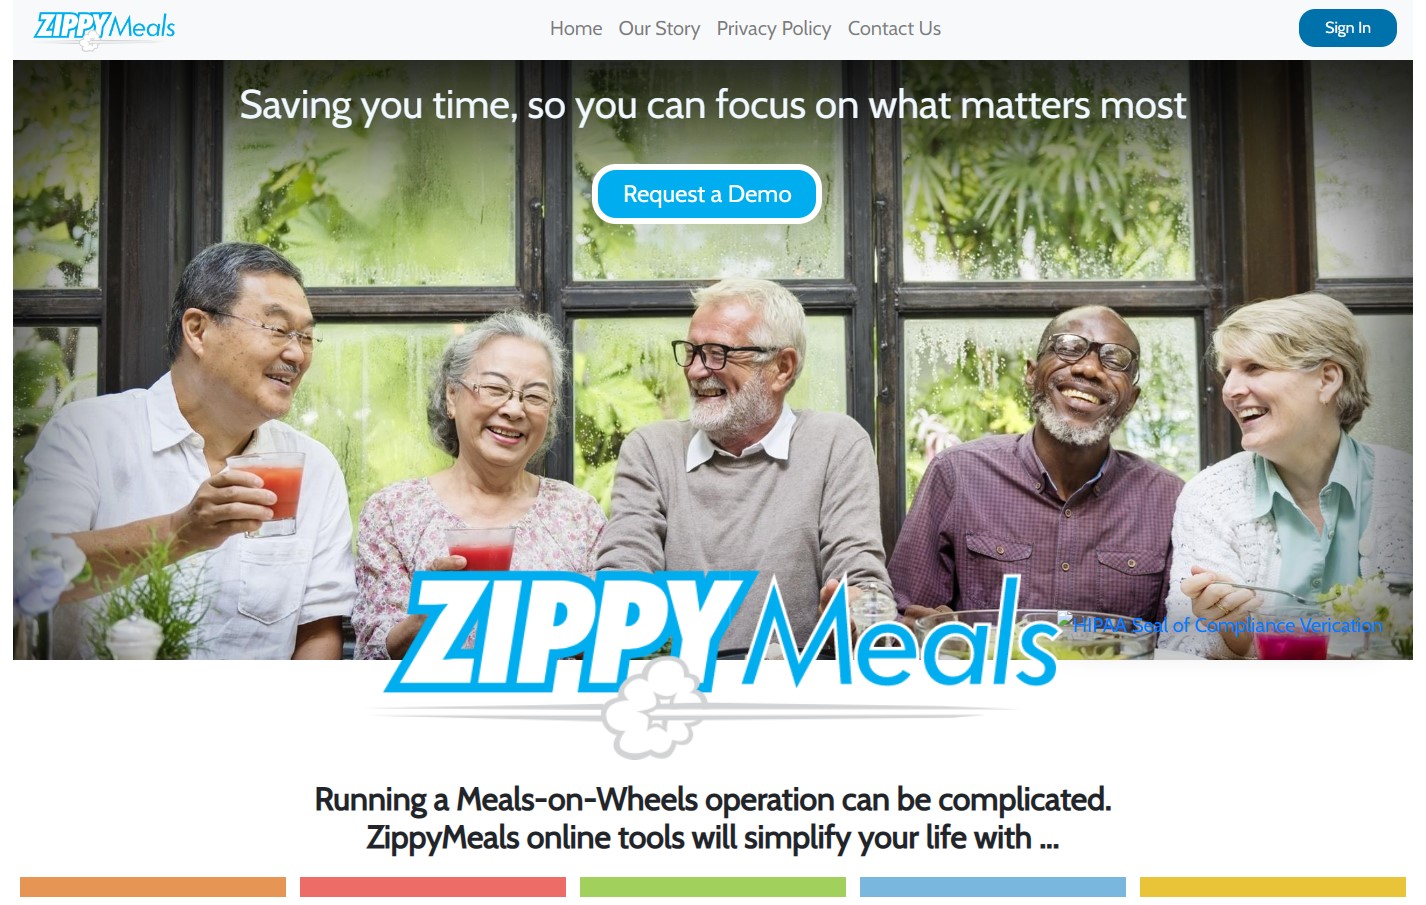 ZIPPYMeals
Home
Our Story
Privacy Policy
Contact Us
Sign In
Saving you time, so you can focus on what matters most
Request a Demo
ZIPPYMeals
HIPAA Seal of Compliance Verication
Running a Meals-on-Wheels operation can be complicated.
ZippyMeals online tools will simplify your life with ...